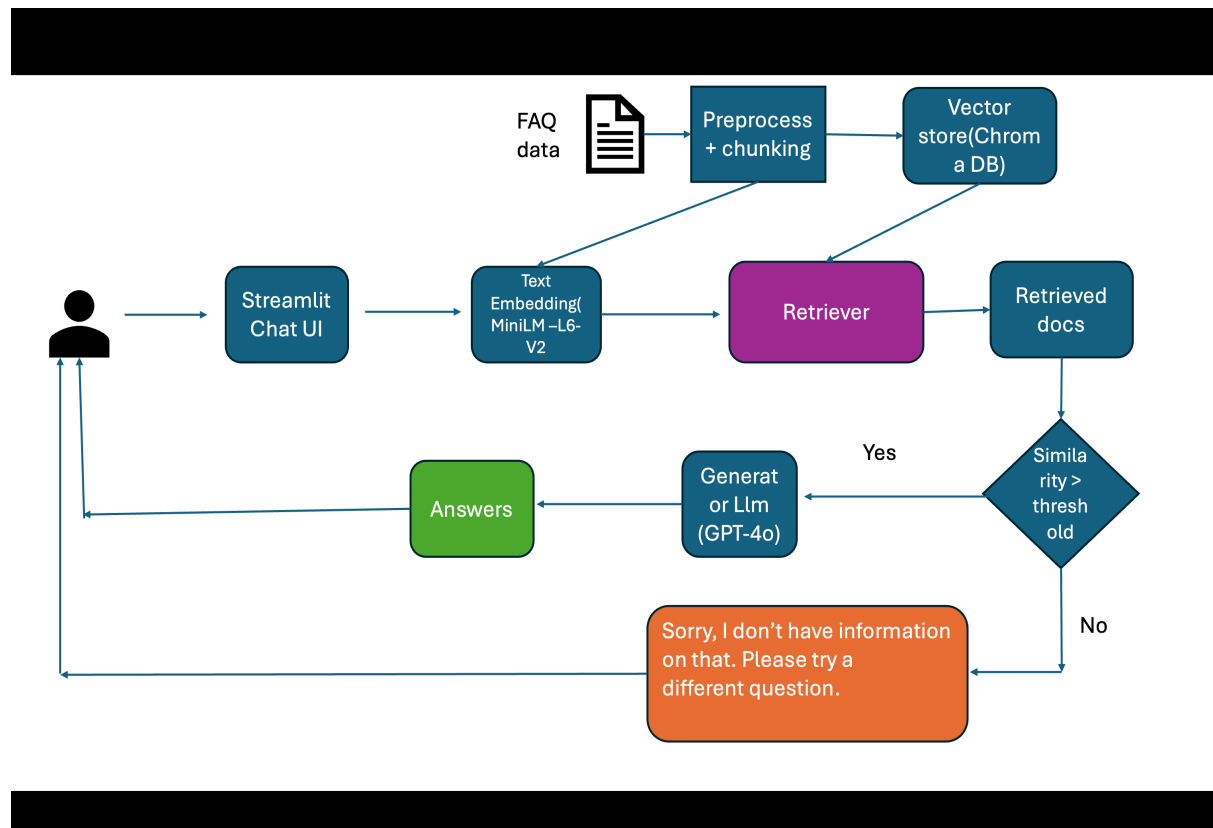 FAQ
data
Preprocess
+ chunking
Vector
store(Chrom
a DB)
Streamlit
Chat UI
Text
Embedding(
MiniLM –L6-
V2
Retriever
Retrieved
docs
Simila
rity >
thresh
old
Yes
Generat
or Llm
(GPT-4o)
Answers
No
Sorry, I don’t have information
on that. Please try a
different question.